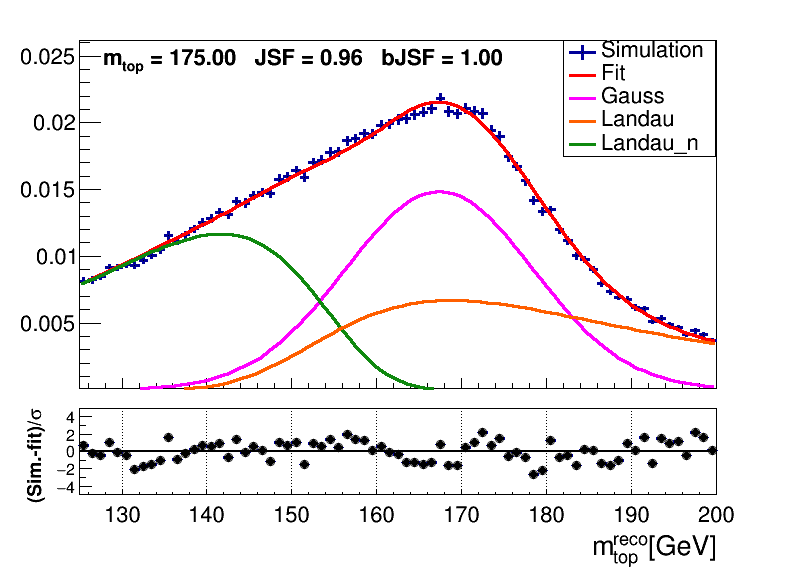 m_top = 175.00 JSF = 0.96 bJSF = 1.00
Simulation
Fit
Gauss
Landau
Landau_n
0.025
0.02
0.015
0.01
0.005
(Sim.-fit)/σ
4
2
0
−2
−4
130 140 150 160 170 180 190 200
m_top^reco[GeV]